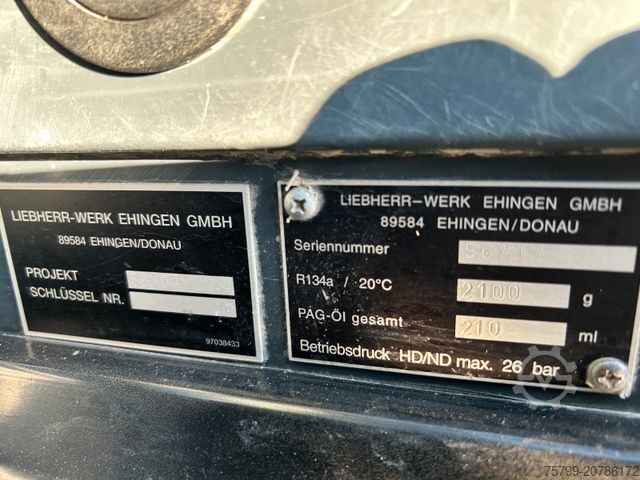 LIEBHERR-WERK EHINGEN GMBH
89584 EHINGEN/DONAU
PROJEKT
SCHLÜSSEL NR.
97038433
LIEBHERR-WERK EHINGEN GMBH
89584 EHINGEN/DONAU
Seriennummer
R134a / 20°C 2100 g
PAG-Öl gesamt 210 ml
Betriebsdruck HD/ND max. 26 bar
75799-20786172